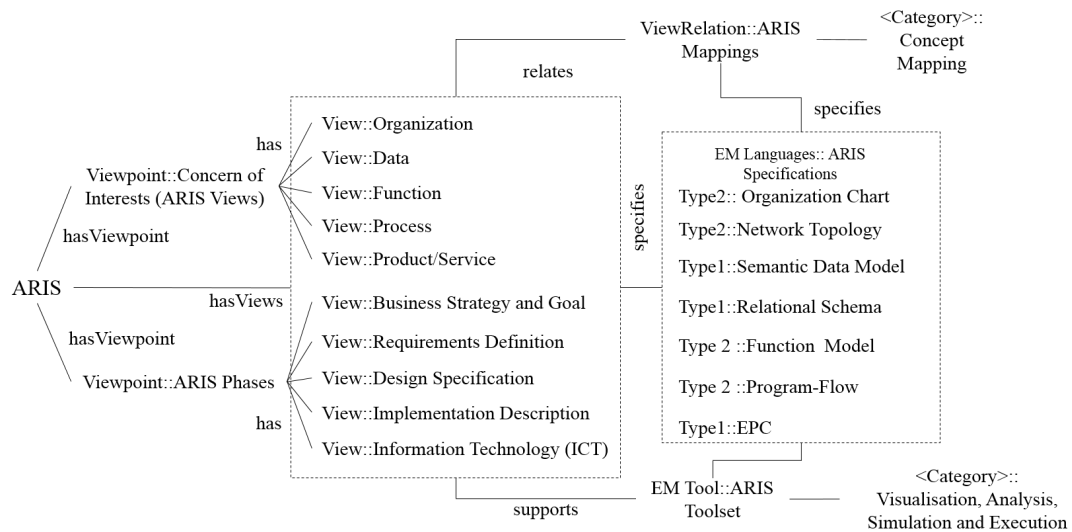 ViewRelation::ARIS
Mappings
<Category>::
Concept
Mapping
relates
specifies
has
View::Organization
View::Data
View::Function
View::Process
View::Product/Service
Viewpoint::Concern of
Interests (ARIS Views)
hasViewpoint
ARIS
hasViews
hasViewpoint
Viewpoint::ARIS Phases
has
View::Business Strategy and Goal
View::Requirements Definition
View::Design Specification
View::Implementation Description
View::Information Technology (ICT)
specifies
EM Languages:: ARIS
Specifications
Type2:: Organization Chart
Type2::Network Topology
Type1::Semantic Data Model
Type1::Relational Schema
Type 2 ::Function Model
Type 2 ::Program-Flow
Type1::EPC
supports
EM Tool::ARIS
Toolset
<Category>::
Visualisation, Analysis,
Simulation and Execution